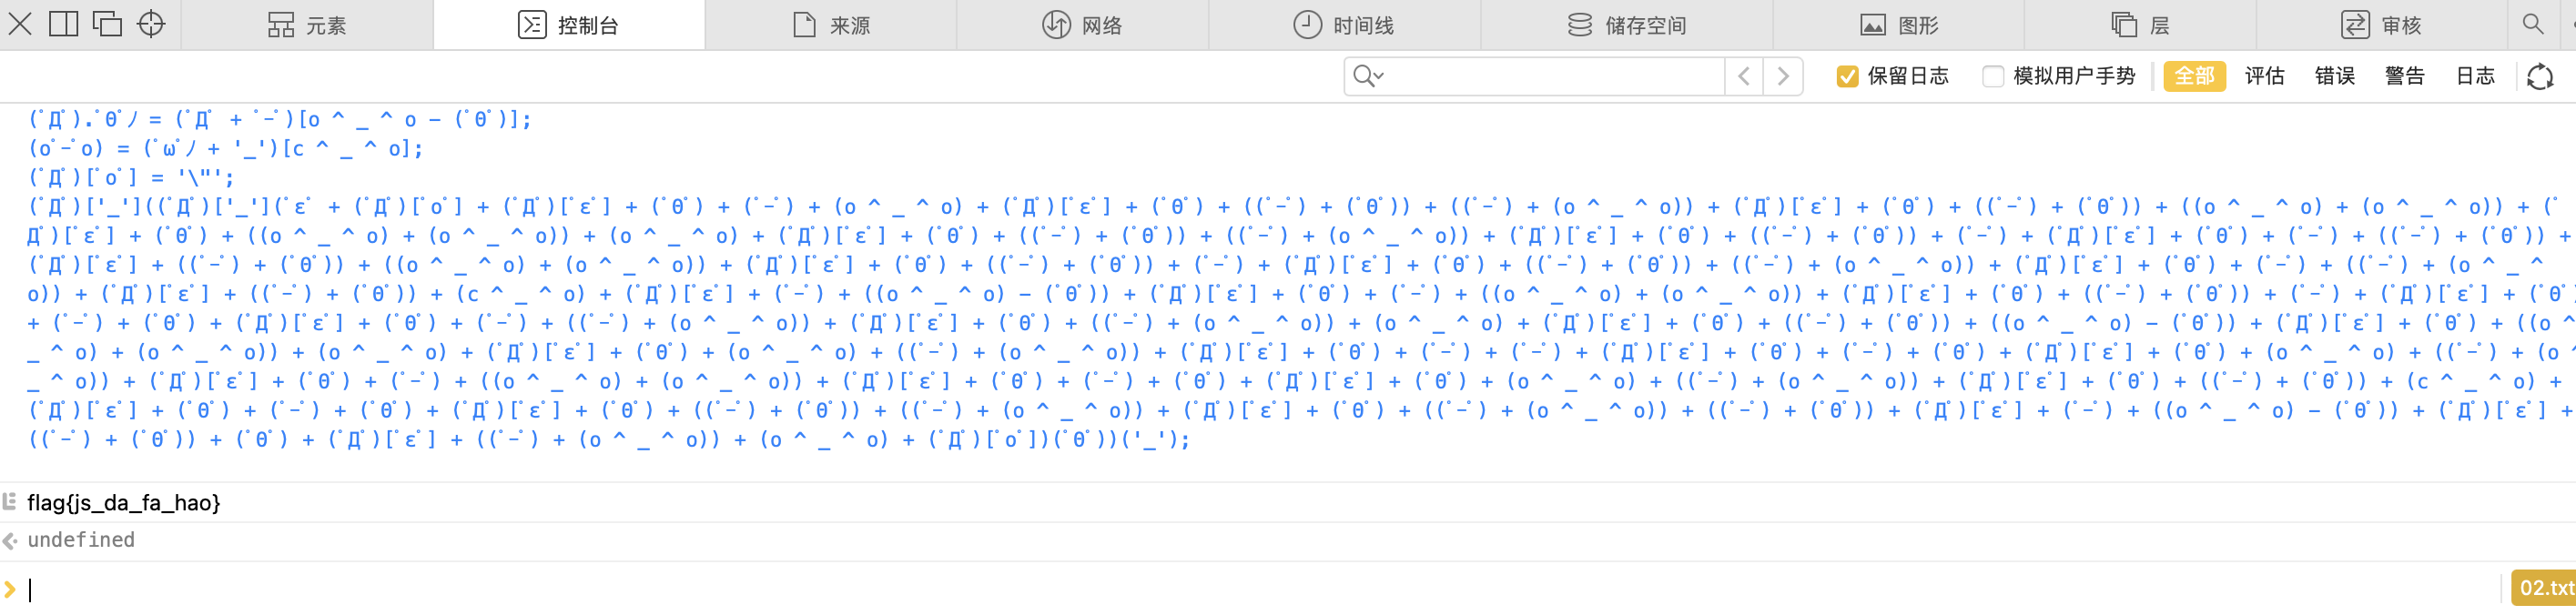 元素 控制台 来源 网络 时间线 储存空间 图形 层 审核
保留日志 模拟用户手势 全部 评估 错误 警告 日志
(ﾟДﾟ).ﾟΘﾟﾉ = (ﾟДﾟ + ﾟｰﾟ)[o ^ _ ^ o - (ﾟΘﾟ)];
(oﾟｰﾟo) = (ﾟωﾟﾉ + '_')[c ^ _ ^ o];
(ﾟДﾟ)[ﾟoﾟ] = '\"';
(ﾟДﾟ)['_']((ﾟДﾟ)['_'](ﾟεﾟ + (ﾟДﾟ)[ﾟoﾟ] + (ﾟДﾟ)[ﾟεﾟ] + (ﾟΘﾟ) + (ﾟｰﾟ) + (o ^ _ ^ o) + (ﾟДﾟ)[ﾟεﾟ] + (ﾟΘﾟ) + ((ﾟｰﾟ) + (ﾟΘﾟ)) + ((ﾟｰﾟ) + (o ^ _ ^ o)) + (ﾟДﾟ)[ﾟεﾟ] + (ﾟΘﾟ) + ((ﾟｰﾟ) + (ﾟΘﾟ)) + ((o ^ _ ^ o) + (o ^ _ ^ o)) + (ﾟ
Дﾟ)[ﾟεﾟ] + (ﾟΘﾟ) + ((o ^ _ ^ o) + (o ^ _ ^ o)) + (o ^ _ ^ o) + (ﾟДﾟ)[ﾟεﾟ] + (ﾟΘﾟ) + ((ﾟｰﾟ) + (ﾟΘﾟ)) + ((ﾟｰﾟ) + (o ^ _ ^ o)) + (ﾟДﾟ)[ﾟεﾟ] + (ﾟΘﾟ) + ((ﾟｰﾟ) + (ﾟΘﾟ)) + (ﾟｰﾟ) + (ﾟДﾟ)[ﾟεﾟ] + (ﾟΘﾟ) + (ﾟｰﾟ) + ((ﾟｰﾟ) + (ﾟΘﾟ)) +
(ﾟДﾟ)[ﾟεﾟ] + ((ﾟｰﾟ) + (ﾟΘﾟ)) + ((o ^ _ ^ o) + (o ^ _ ^ o)) + (ﾟДﾟ)[ﾟεﾟ] + (ﾟΘﾟ) + ((ﾟｰﾟ) + (ﾟΘﾟ)) + (ﾟｰﾟ) + (ﾟДﾟ)[ﾟεﾟ] + (ﾟΘﾟ) + ((ﾟｰﾟ) + (ﾟΘﾟ)) + ((ﾟｰﾟ) + (o ^ _ ^ o)) + (ﾟДﾟ)[ﾟεﾟ] + (ﾟΘﾟ) + (ﾟｰﾟ) + ((ﾟｰﾟ) + (o ^ _ ^
o)) + (ﾟДﾟ)[ﾟεﾟ] + ((ﾟｰﾟ) + (ﾟΘﾟ)) + (c ^ _ ^ o) + (ﾟДﾟ)[ﾟεﾟ] + (ﾟｰﾟ) + ((o ^ _ ^ o) - (ﾟΘﾟ)) + (ﾟДﾟ)[ﾟεﾟ] + (ﾟΘﾟ) + (ﾟｰﾟ) + ((o ^ _ ^ o) + (o ^ _ ^ o)) + (ﾟДﾟ)[ﾟεﾟ] + (ﾟΘﾟ) + ((ﾟｰﾟ) + (ﾟΘﾟ)) + (ﾟｰﾟ) + (ﾟДﾟ)[ﾟεﾟ] + (ﾟΘﾟ
+ (ﾟｰﾟ) + (ﾟΘﾟ) + (ﾟДﾟ)[ﾟεﾟ] + (ﾟΘﾟ) + (ﾟｰﾟ) + ((ﾟｰﾟ) + (o ^ _ ^ o)) + (ﾟДﾟ)[ﾟεﾟ] + (ﾟΘﾟ) + ((ﾟｰﾟ) + (o ^ _ ^ o)) + (o ^ _ ^ o) + (ﾟДﾟ)[ﾟεﾟ] + (ﾟΘﾟ) + ((ﾟｰﾟ) + (ﾟΘﾟ)) + ((o ^ _ ^ o) - (ﾟΘﾟ)) + (ﾟДﾟ)[ﾟεﾟ] + (ﾟΘﾟ) + ((o ^
_ ^ o) + (o ^ _ ^ o)) + (o ^ _ ^ o) + (ﾟДﾟ)[ﾟεﾟ] + (ﾟΘﾟ) + (o ^ _ ^ o) + ((ﾟｰﾟ) + (o ^ _ ^ o)) + (ﾟДﾟ)[ﾟεﾟ] + (ﾟΘﾟ) + (ﾟｰﾟ) + (ﾟｰﾟ) + (ﾟДﾟ)[ﾟεﾟ] + (ﾟΘﾟ) + (ﾟｰﾟ) + (ﾟΘﾟ) + (ﾟДﾟ)[ﾟεﾟ] + (ﾟΘﾟ) + (o ^ _ ^ o) + ((ﾟｰﾟ) + (o ^
_ ^ o)) + (ﾟДﾟ)[ﾟεﾟ] + (ﾟΘﾟ) + (ﾟｰﾟ) + ((o ^ _ ^ o) + (o ^ _ ^ o)) + (ﾟДﾟ)[ﾟεﾟ] + (ﾟΘﾟ) + (ﾟｰﾟ) + (ﾟΘﾟ) + (ﾟДﾟ)[ﾟεﾟ] + (ﾟΘﾟ) + (o ^ _ ^ o) + ((ﾟｰﾟ) + (o ^ _ ^ o)) + (ﾟДﾟ)[ﾟεﾟ] + (ﾟΘﾟ) + ((ﾟｰﾟ) + (ﾟΘﾟ)) + (c ^ _ ^ o) +
(ﾟДﾟ)[ﾟεﾟ] + (ﾟΘﾟ) + (ﾟｰﾟ) + (ﾟΘﾟ) + (ﾟДﾟ)[ﾟεﾟ] + (ﾟΘﾟ) + ((ﾟｰﾟ) + (ﾟΘﾟ)) + ((ﾟｰﾟ) + (o ^ _ ^ o)) + (ﾟДﾟ)[ﾟεﾟ] + (ﾟΘﾟ) + ((ﾟｰﾟ) + (o ^ _ ^ o)) + ((ﾟｰﾟ) + (ﾟΘﾟ)) + (ﾟДﾟ)[ﾟεﾟ] + (ﾟｰﾟ) + ((o ^ _ ^ o) - (ﾟΘﾟ)) + (ﾟДﾟ)[ﾟεﾟ] +
((ﾟｰﾟ) + (ﾟΘﾟ)) + (ﾟΘﾟ) + (ﾟДﾟ)[ﾟεﾟ] + ((ﾟｰﾟ) + (o ^ _ ^ o)) + (o ^ _ ^ o) + (ﾟДﾟ)[ﾟoﾟ])(ﾟΘﾟ))('_');
flag{js_da_fa_hao}
undefined
02.txt